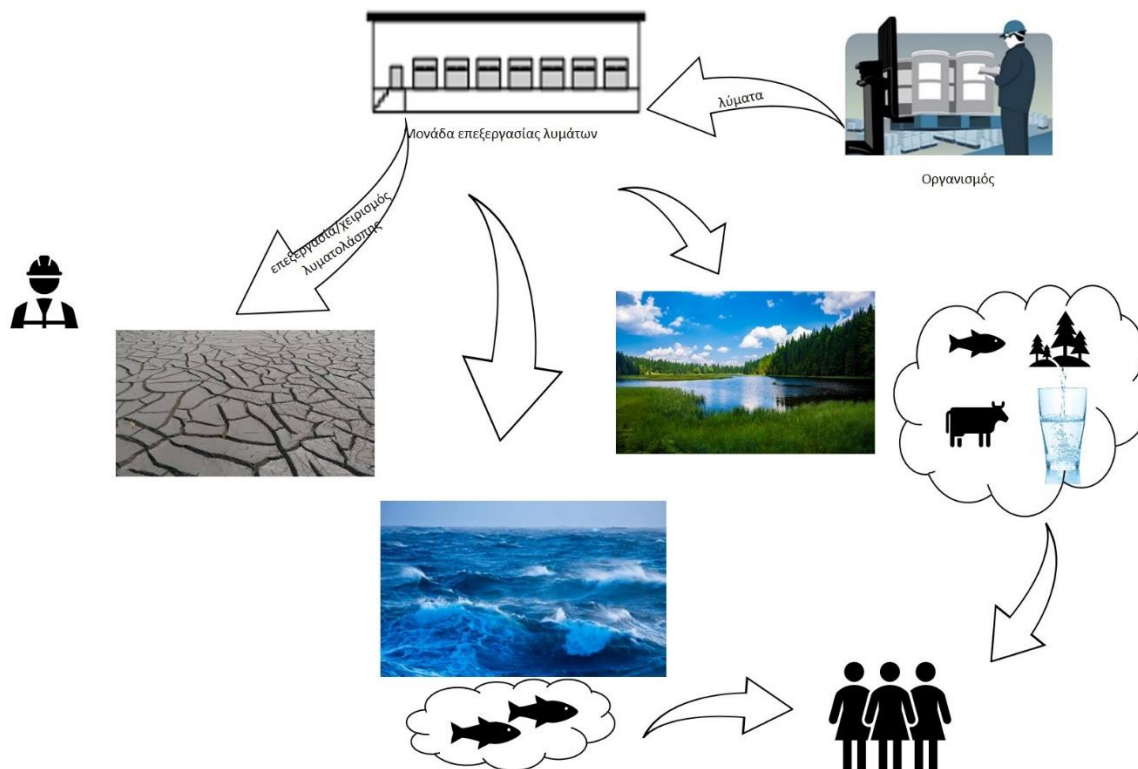 λύματα
Μονάδα επεξεργασίας λυμάτων
Οργανισμός
επεξεργασία/χειρισμός
λυματολάσπης